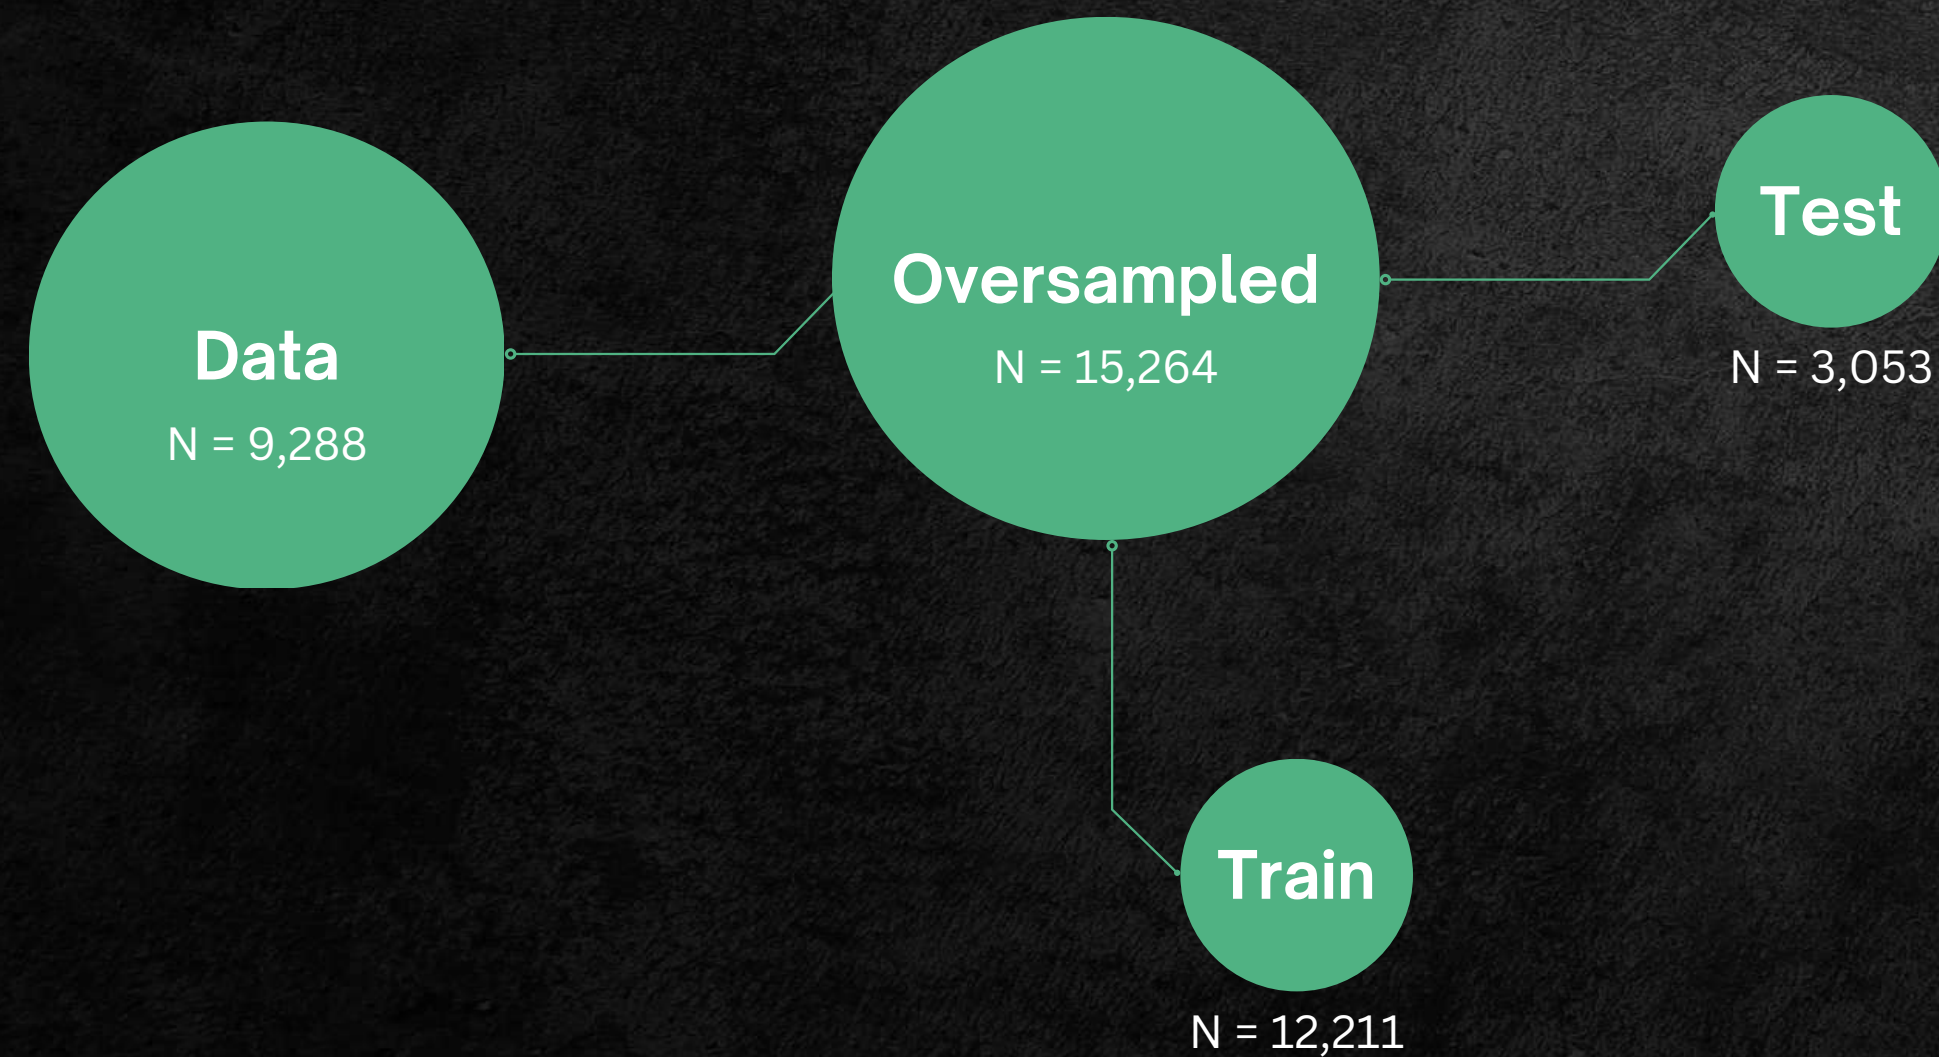 Data
N = 9,288
Oversampled
N = 15,264
Test
N = 3,053
Train
N = 12,211